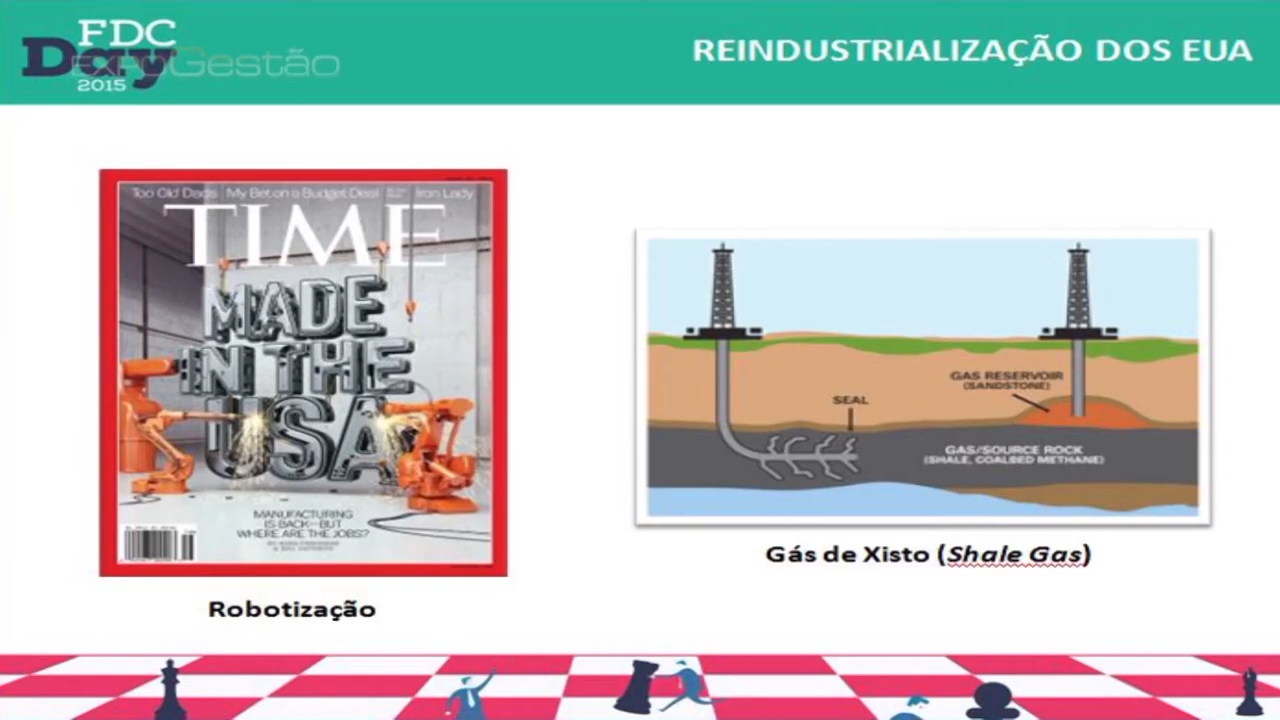 FDC
Day
EXPOGestão
2015
REINDUSTRIALIZAÇÃO DOS EUA
Too Old Dads My Bet on a Budget Deal Iron Lady
TIME
MADE
IN THE
USA
MANUFACTURING
IS BACK—BUT
WHERE ARE THE JOBS?
Robotização
GAS RESERVOIR
(SANDSTONE)
SEAL
GAS/SOURCE ROCK
(SHALE, COALBED METHANE)
Gás de Xisto (Shale Gas)